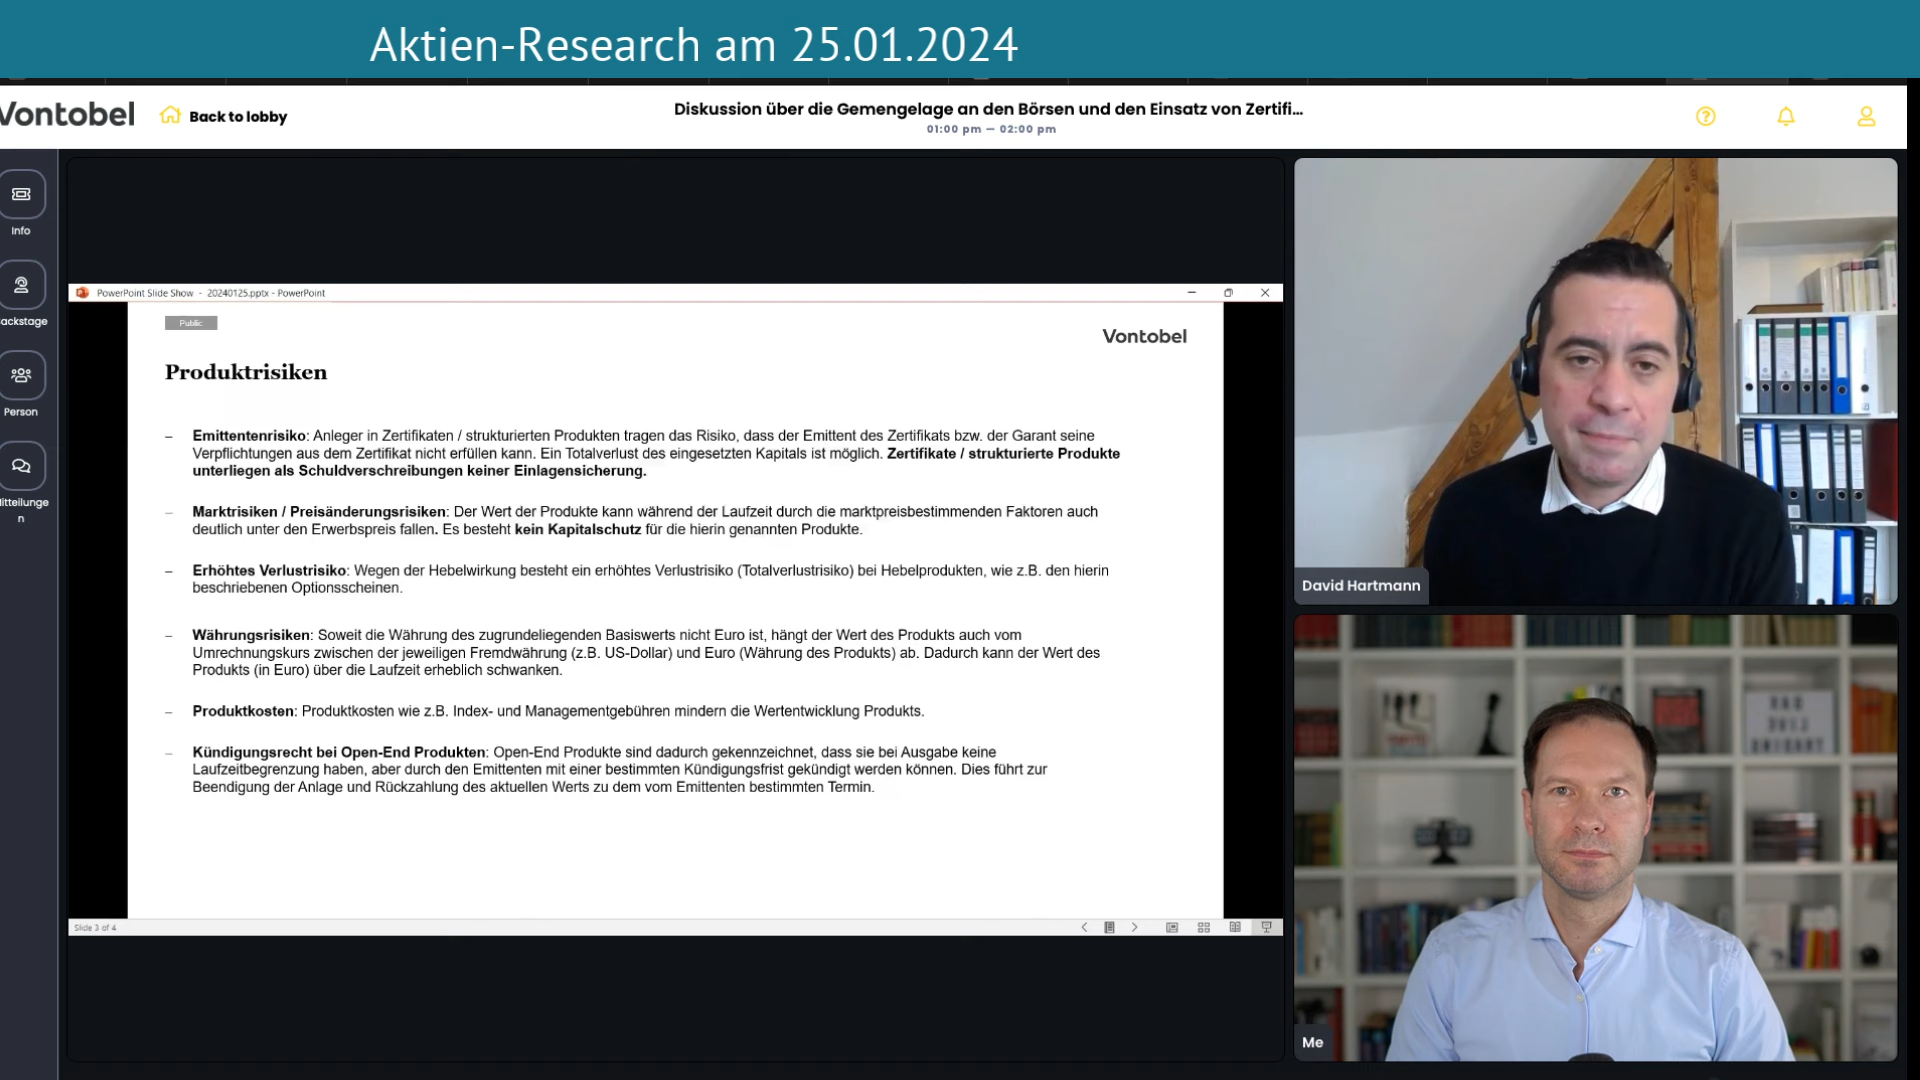 Aktien-Research am 25.01.2024
Vontobel
Back to lobby
Diskussion über die Gemengelage an den Börsen und den Einsatz von Zertifi...
01:00 pm — 02:00 pm
Info
ackstage
Person
litteilunge
n
PowerPoint Slide Show - 20240125.pptx - PowerPoint
Public
Vontobel
Produktrisiken
– Emittentenrisiko: Anleger in Zertifikaten / strukturierten Produkten tragen das Risiko, dass der Emittent des Zertifikats bzw. der Garant seine
Verpflichtungen aus dem Zertifikat nicht erfüllen kann. Ein Totalverlust des eingesetzten Kapitals ist möglich. Zertifikate / strukturierte Produkte
unterliegen als Schuldverschreibungen keiner Einlagensicherung.
– Marktrisiken / Preisänderungsrisiken: Der Wert der Produkte kann während der Laufzeit durch die marktpreisbestimmenden Faktoren auch
deutlich unter den Erwerbspreis fallen. Es besteht kein Kapitalschutz für die hierin genannten Produkte.
– Erhöhtes Verlustrisiko: Wegen der Hebelwirkung besteht ein erhöhtes Verlustrisiko (Totalverlustrisiko) bei Hebelprodukten, wie z.B. den hierin
beschriebenen Optionsscheinen.
– Währungsrisiken: Soweit die Währung des zugrundeliegenden Basiswerts nicht Euro ist, hängt der Wert des Produkts auch vom
Umrechnungskurs zwischen der jeweiligen Fremdwährung (z.B. US-Dollar) und Euro (Währung des Produkts) ab. Dadurch kann der Wert des
Produkts (in Euro) über die Laufzeit erheblich schwanken.
– Produktkosten: Produktkosten wie z.B. Index- und Managementgebühren mindern die Wertentwicklung Produkts.
– Kündigungsrecht bei Open-End Produkten: Open-End Produkte sind dadurch gekennzeichnet, dass sie bei Ausgabe keine
Laufzeitbegrenzung haben, aber durch den Emittenten mit einer bestimmten Kündigungsfrist gekündigt werden können. Dies führt zur
Beendigung der Anlage und Rückzahlung des aktuellen Werts zu dem vom Emittenten bestimmten Termin.
Slide 3 of 4
David Hartmann
Me